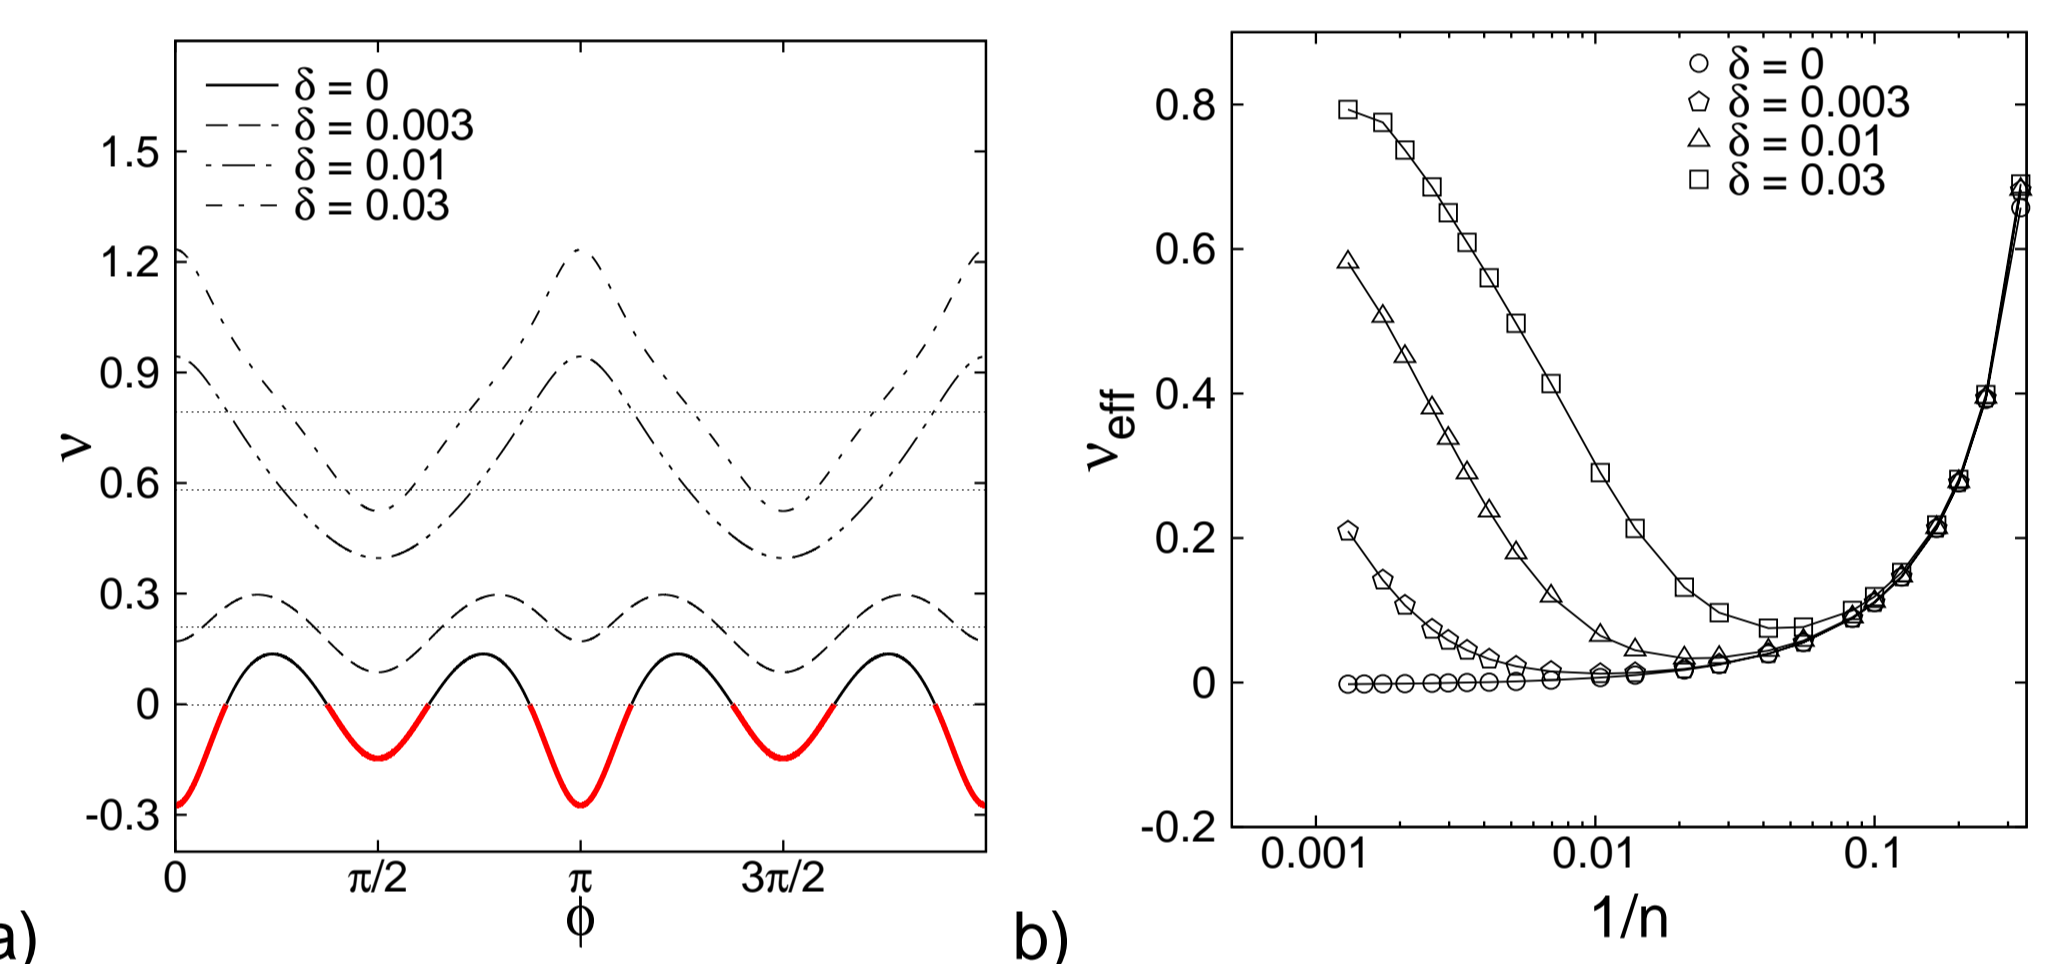 δ = 0
δ = 0.003
δ = 0.01
δ = 0.03
1.5
1.2
0.9
0.6
0.3
0
-0.3
ν
0
π/2
π
3π/2
ϕ
a)
δ = 0
δ = 0.003
δ = 0.01
δ = 0.03
0.8
0.6
0.4
0.2
0
-0.2
νeff
0.001
0.01
0.1
1/n
b)